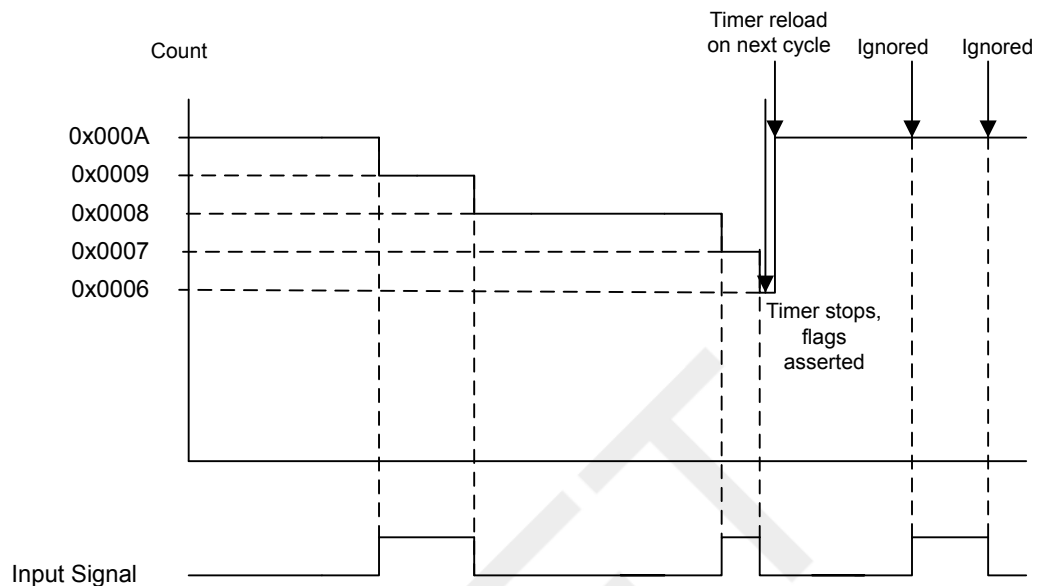 Timer reload
on next cycle
Ignored
Ignored
Count
0x000A
0x0009
0x0008
0x0007
0x0006
Timer stops,
flags
asserted
Input Signal